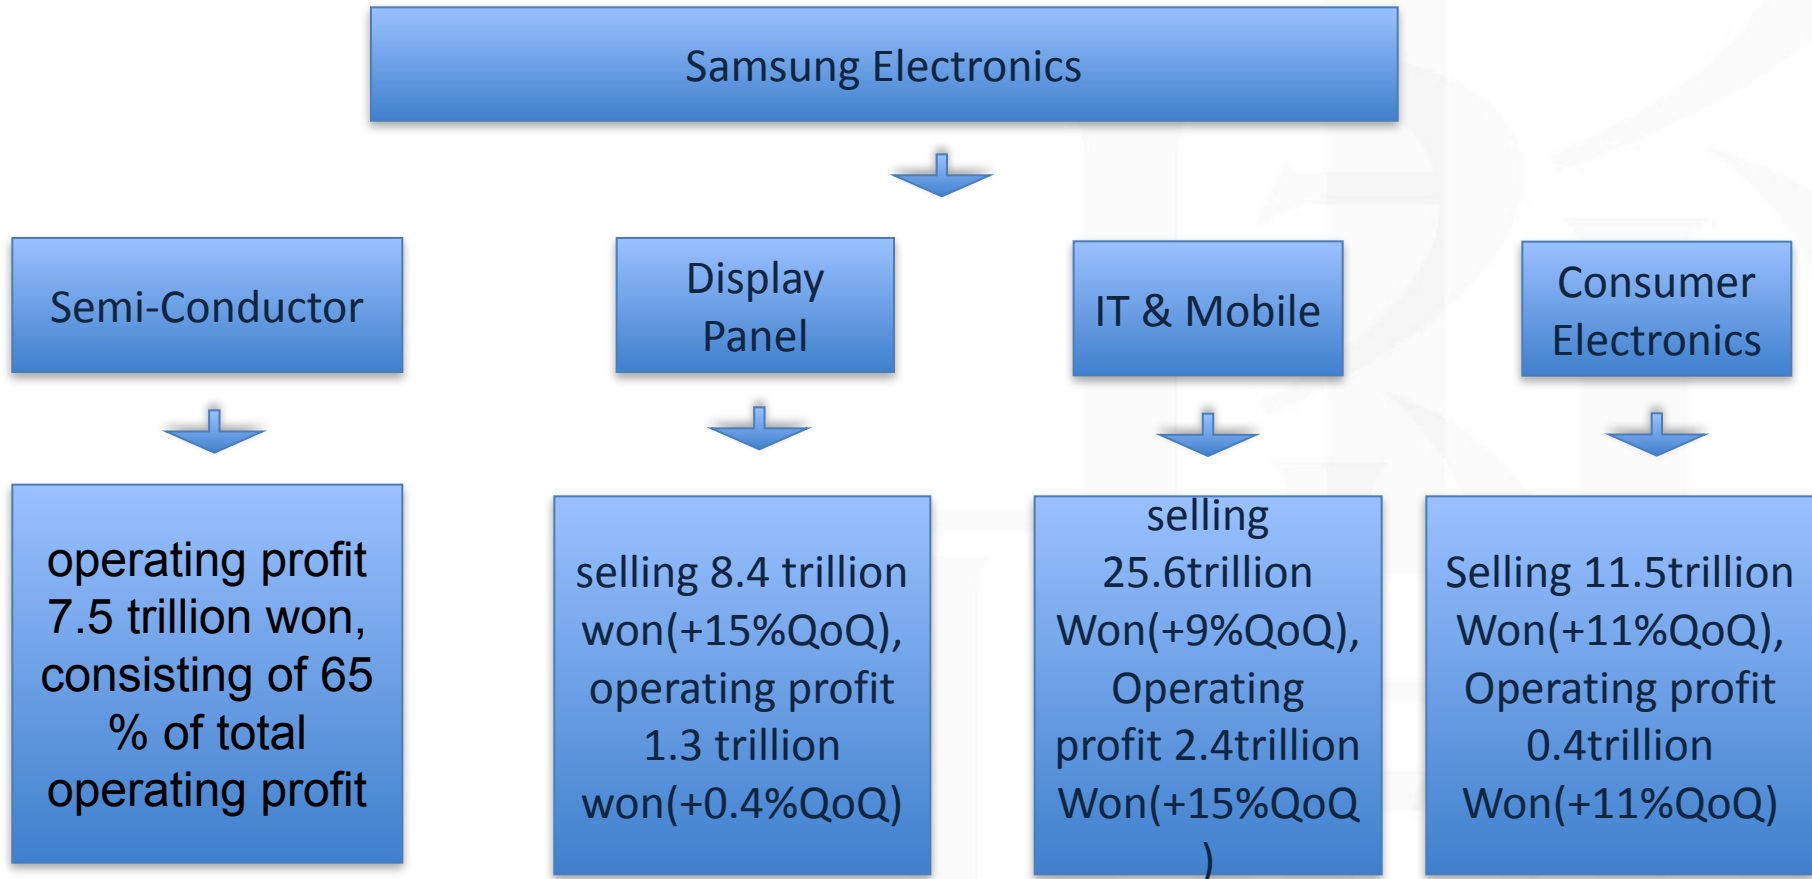 Samsung Electronics
Semi-Conductor
Display
Panel
IT & Mobile
Consumer
Electronics
operating profit
7.5 trillion won,
consisting of 65
% of total
operating profit
selling 8.4 trillion
won(+15%QoQ),
operating profit
1.3 trillion
won(+0.4%QoQ)
selling
25.6trillion
Won(+9%QoQ),
Operating
profit 2.4trillion
Won(+15%QoQ
)
Selling 11.5trillion
Won(+11%QoQ),
Operating profit
0.4trillion
Won(+11%QoQ)